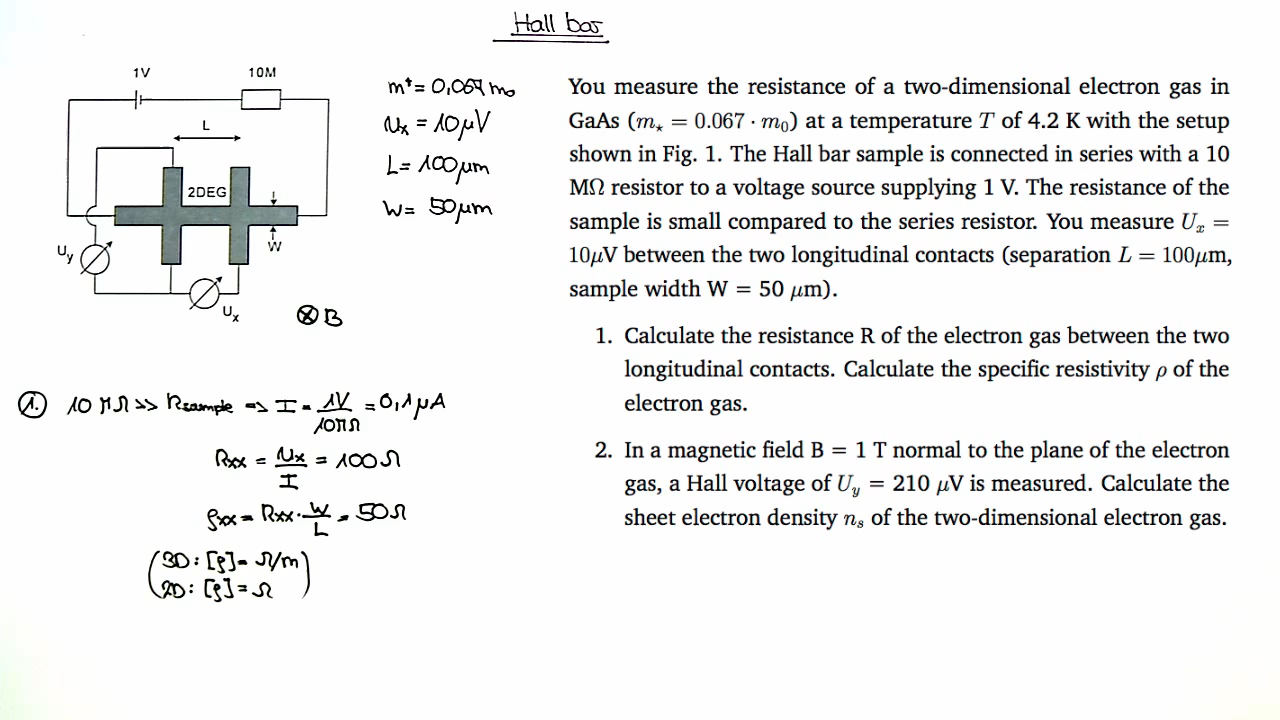 Hall bar
1V
10M
L
2DEG
W
Uy
Ux
⊗B
m* = 0,067 m₀
Ux = 10μV
L = 100μm
W = 50μm
You measure the resistance of a two-dimensional electron gas in
GaAs (m⋆ = 0.067 · m₀) at a temperature T of 4.2 K with the setup
shown in Fig. 1. The Hall bar sample is connected in series with a 10
MΩ resistor to a voltage source supplying 1 V. The resistance of the
sample is small compared to the series resistor. You measure Uₓ =
10μV between the two longitudinal contacts (separation L = 100μm,
sample width W = 50 μm).
1. Calculate the resistance R of the electron gas between the two
longitudinal contacts. Calculate the specific resistivity ρ of the
electron gas.
2. In a magnetic field B = 1 T normal to the plane of the electron
gas, a Hall voltage of Uy = 210 μV is measured. Calculate the
sheet electron density nₛ of the two-dimensional electron gas.
1. 10 MΩ >> Rsample => I = 1V/10MΩ = 0,1μA
Rxx = Ux/I = 100Ω
ρxx = Rxx · W/L = 50Ω
(3D: [ρ] = Ω/m
2D: [ρ] = Ω)